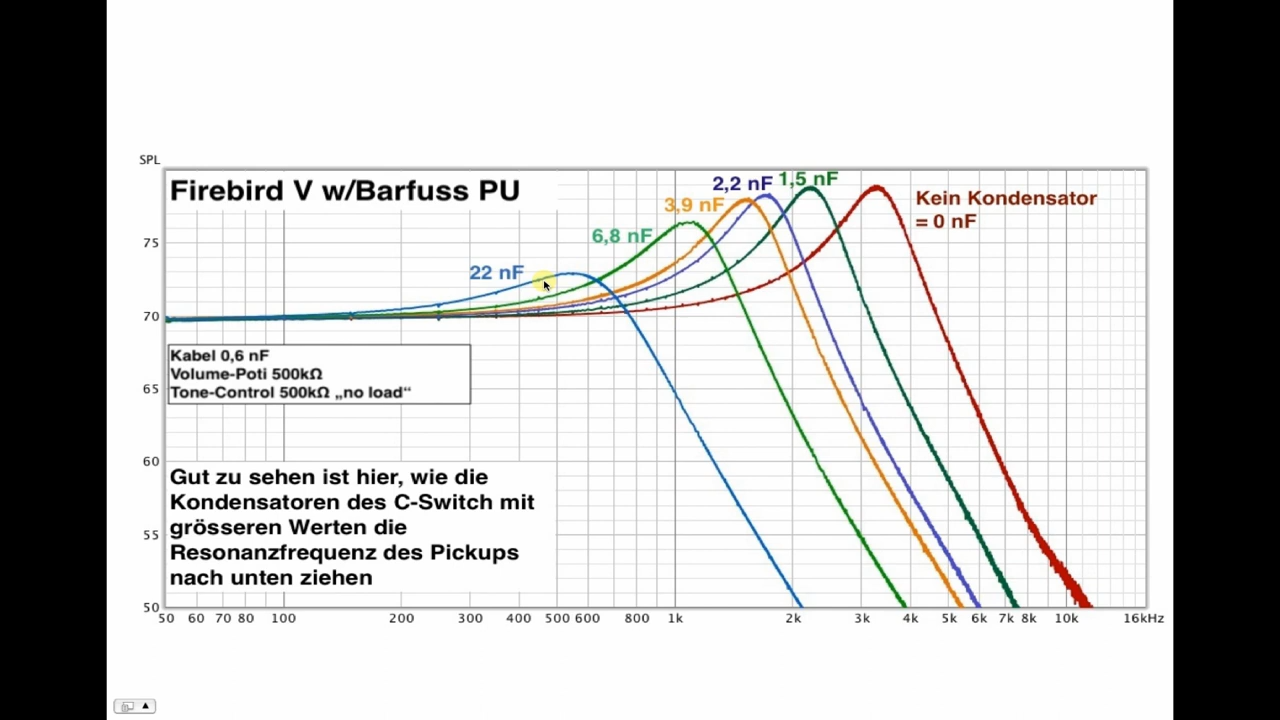 SPL
Firebird V w/Barfuss PU
2,2 nF
1,5 nF
3,9 nF
Kein Kondensator
= 0 nF
6,8 nF
22 nF
75
70
65
60
55
50
Kabel 0,6 nF
Volume-Poti 500kΩ
Tone-Control 500kΩ „no load“
Gut zu sehen ist hier, wie die
Kondensatoren des C-Switch mit
grösseren Werten die
Resonanzfrequenz des Pickups
nach unten ziehen
50 60 70 80 100 200 300 400 500 600 800 1k 2k 3k 4k 5k 6k 7k 8k 10k 16kHz